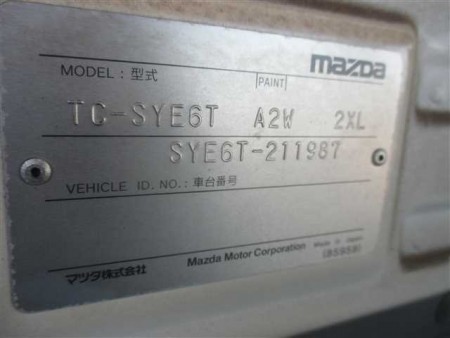 mazda
MODEL : 型式 PAINT
TC-SYE6T A2W 2XL
SYE6T-211987
VEHICLE ID. NO. : 車台番号
マツダ株式会社 Mazda Motor Corporation Made in Japan
(B5958)